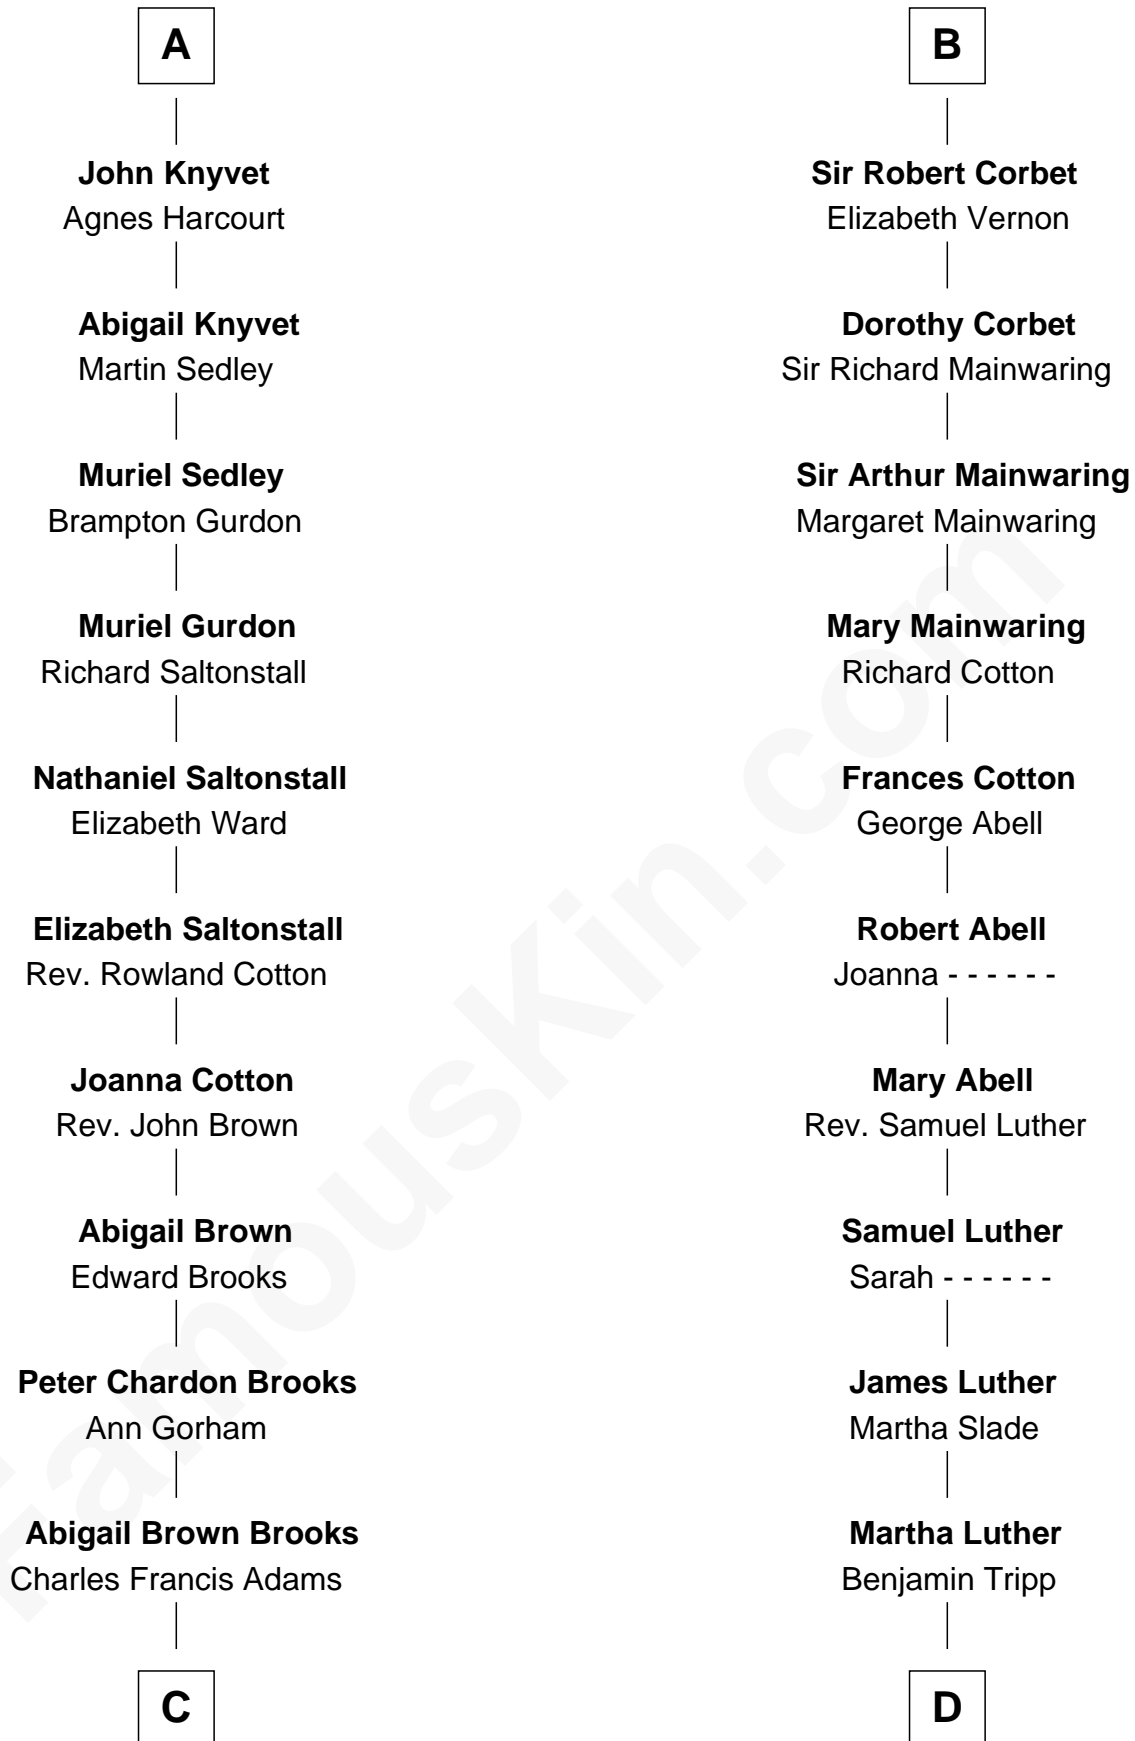 A
John Knyvet
Agnes Harcourt
Abigail Knyvet
Martin Sedley
Muriel Sedley
Brampton Gurdon
Muriel Gurdon
Richard Saltonstall
Nathaniel Saltonstall
Elizabeth Ward
Elizabeth Saltonstall
Rev. Rowland Cotton
Joanna Cotton
Rev. John Brown
Abigail Brown
Edward Brooks
Peter Chardon Brooks
Ann Gorham
Abigail Brown Brooks
Charles Francis Adams
C
B
Sir Robert Corbet
Elizabeth Vernon
Dorothy Corbet
Sir Richard Mainwaring
Sir Arthur Mainwaring
Margaret Mainwaring
Mary Mainwaring
Richard Cotton
Frances Cotton
George Abell
Robert Abell
Joanna - - - - - -
Mary Abell
Rev. Samuel Luther
Samuel Luther
Sarah - - - - - -
James Luther
Martha Slade
Martha Luther
Benjamin Tripp
D
FamousKin.com